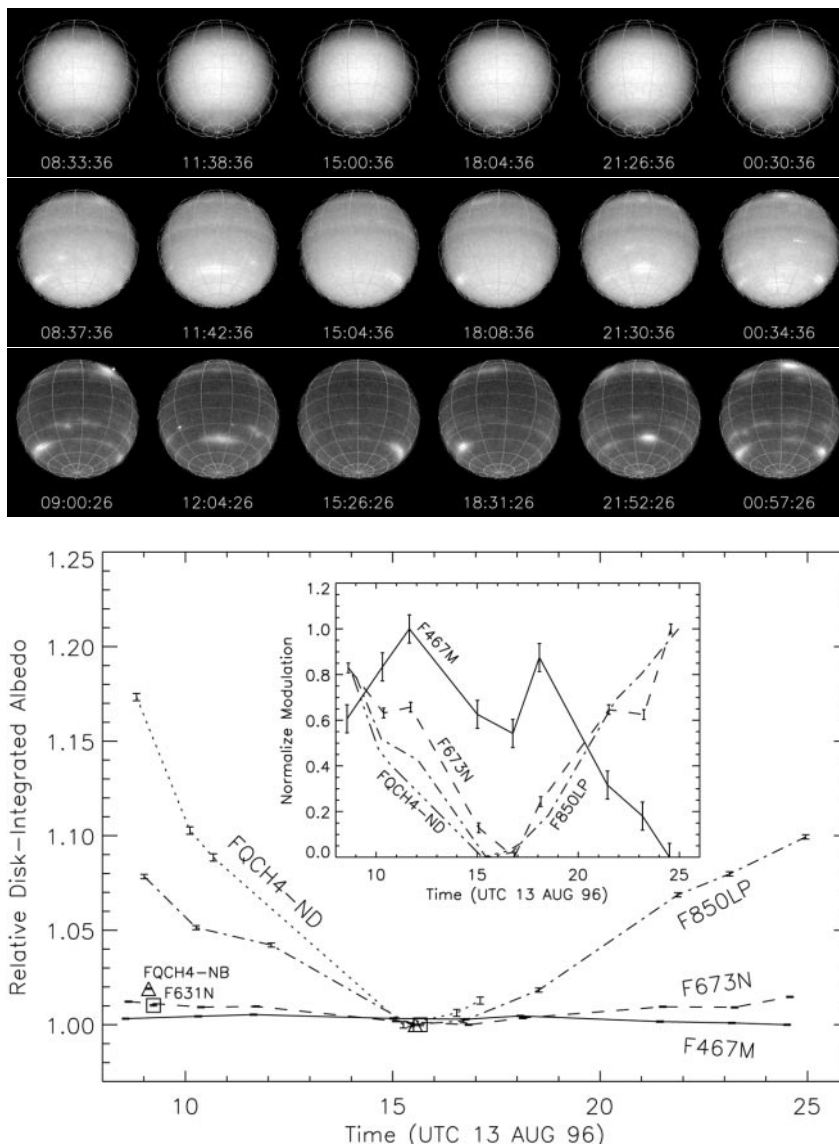 08:33:36 11:38:36 15:00:36 18:04:36 21:26:36 00:30:36
08:37:36 11:42:36 15:04:36 18:08:36 21:30:36 00:34:36
09:00:26 12:04:26 15:26:26 18:31:26 21:52:26 00:57:26
Relative Disk-Integrated Albedo
1.25
1.20
1.15
1.10
1.05
1.00
FQCH4-ND
FQCH4-NB
F631N
F850LP
F673N
F467M
10 15 20 25
Time (UTC 13 AUG 96)
Normalize Modulation
1.2
1.0
0.8
0.6
0.4
0.2
0.0
F467M
F673N
FQCH4-ND
F850LP
10 15 20 25
Time (UTC 13 AUG 96)